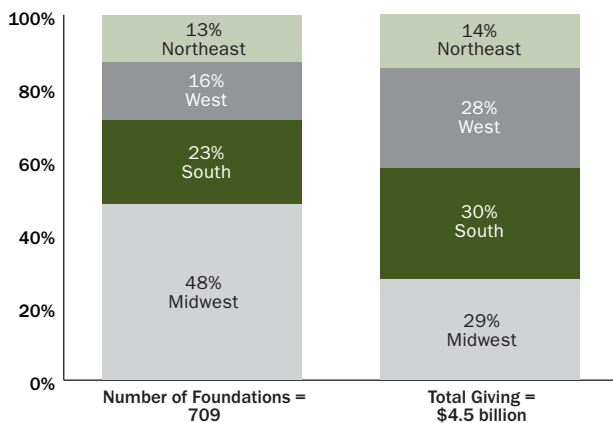 100%
80%
60%
40%
20%
0%
13%
Northeast
16%
West
23%
South
48%
Midwest
14%
Northeast
28%
West
30%
South
29%
Midwest
Number of Foundations =
709
Total Giving =
$4.5 billion